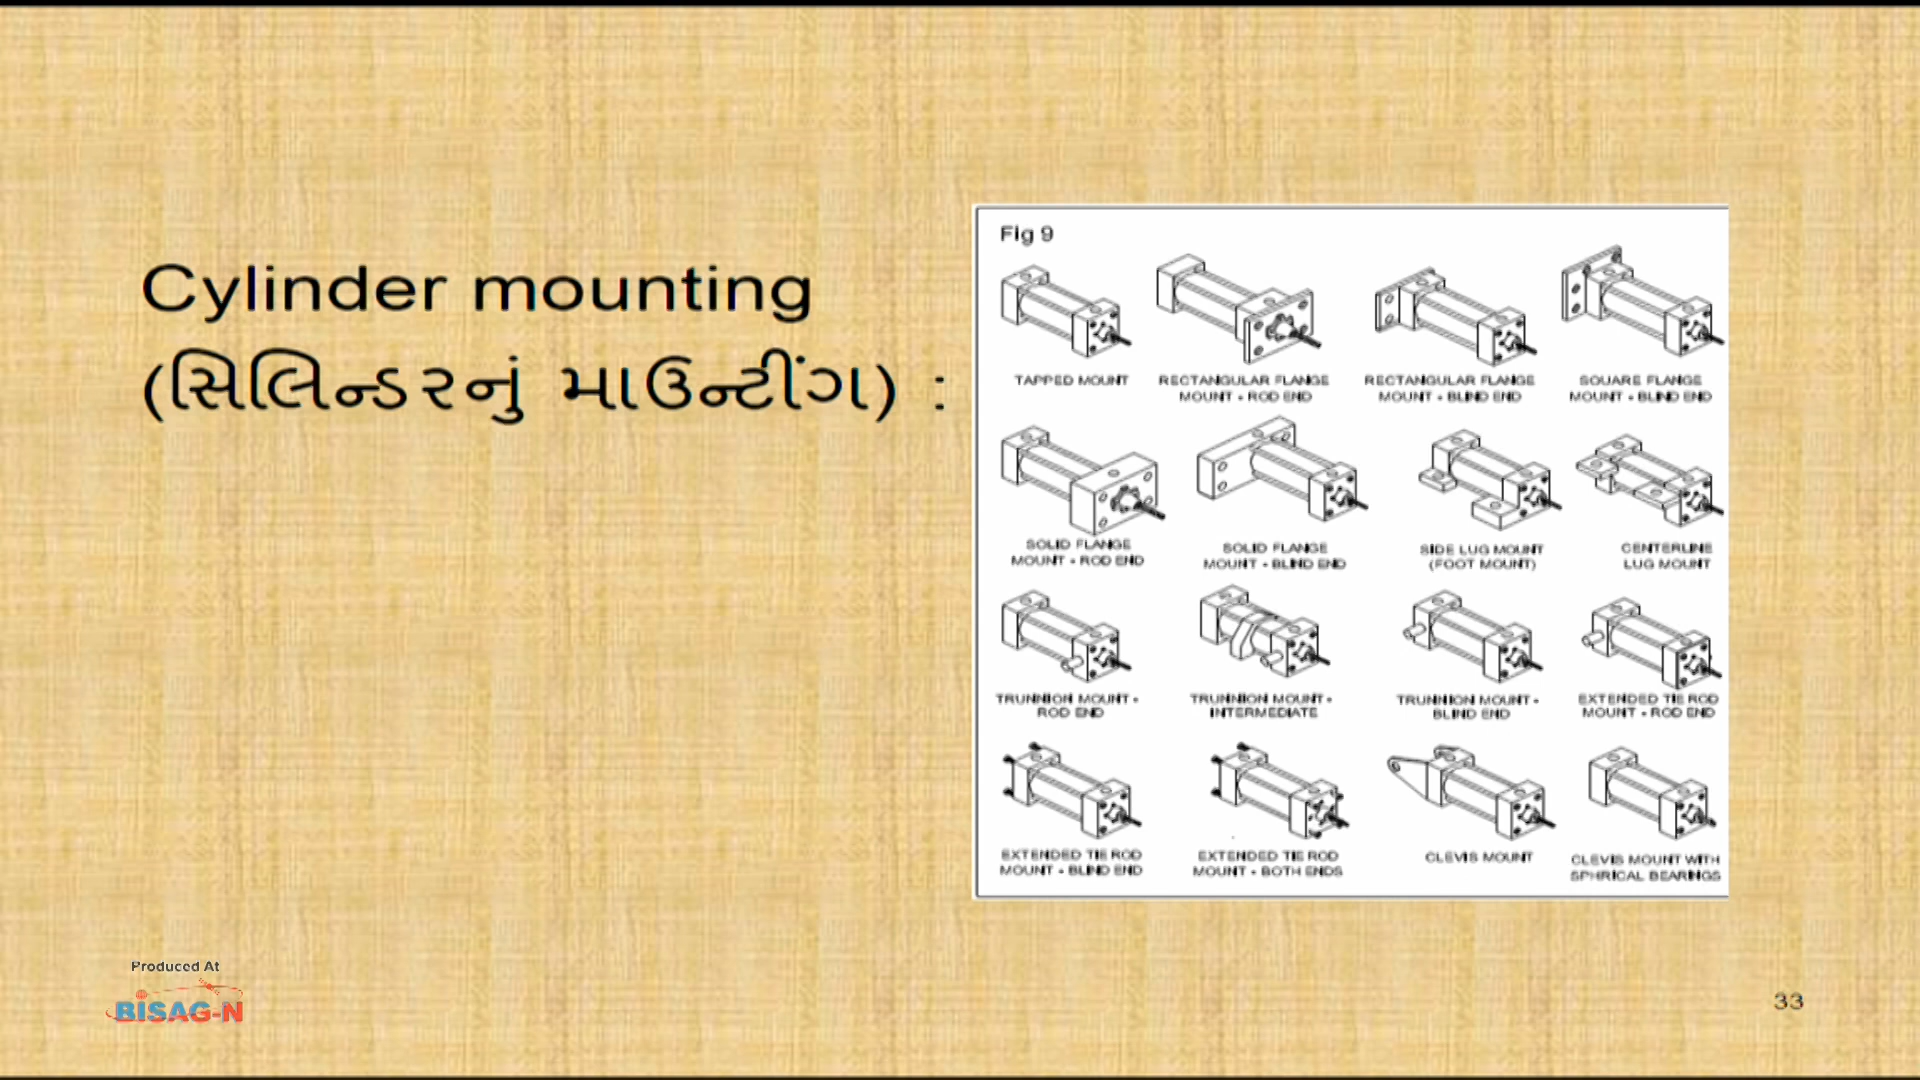 Cylinder mounting
(સિલિન્ડરનું માઉન્ટીંગ) :
Fig 9
TAPPED MOUNT
RECTANGULAR FLANGE
MOUNT - ROD END
RECTANGULAR FLANGE
MOUNT - BLIND END
SQUARE FLANGE
MOUNT - BLIND END
SOLID FLANGE
MOUNT - ROD END
SOLID FLANGE
MOUNT - BLIND END
SIDE LUG MOUNT
(FOOT MOUNT)
CENTERLINE
LUG MOUNT
TRUNNION MOUNT -
ROD END
TRUNNION MOUNT -
INTERMEDIATE
TRUNNION MOUNT -
BLIND END
EXTENDED TIE ROD
MOUNT - ROD END
EXTENDED TIE ROD
MOUNT - BLIND END
EXTENDED TIE ROD
MOUNT - BOTH ENDS
CLEVIS MOUNT
CLEVIS MOUNT WITH
SPHRICAL BEARINGS
Produced At
BISAG-N
33